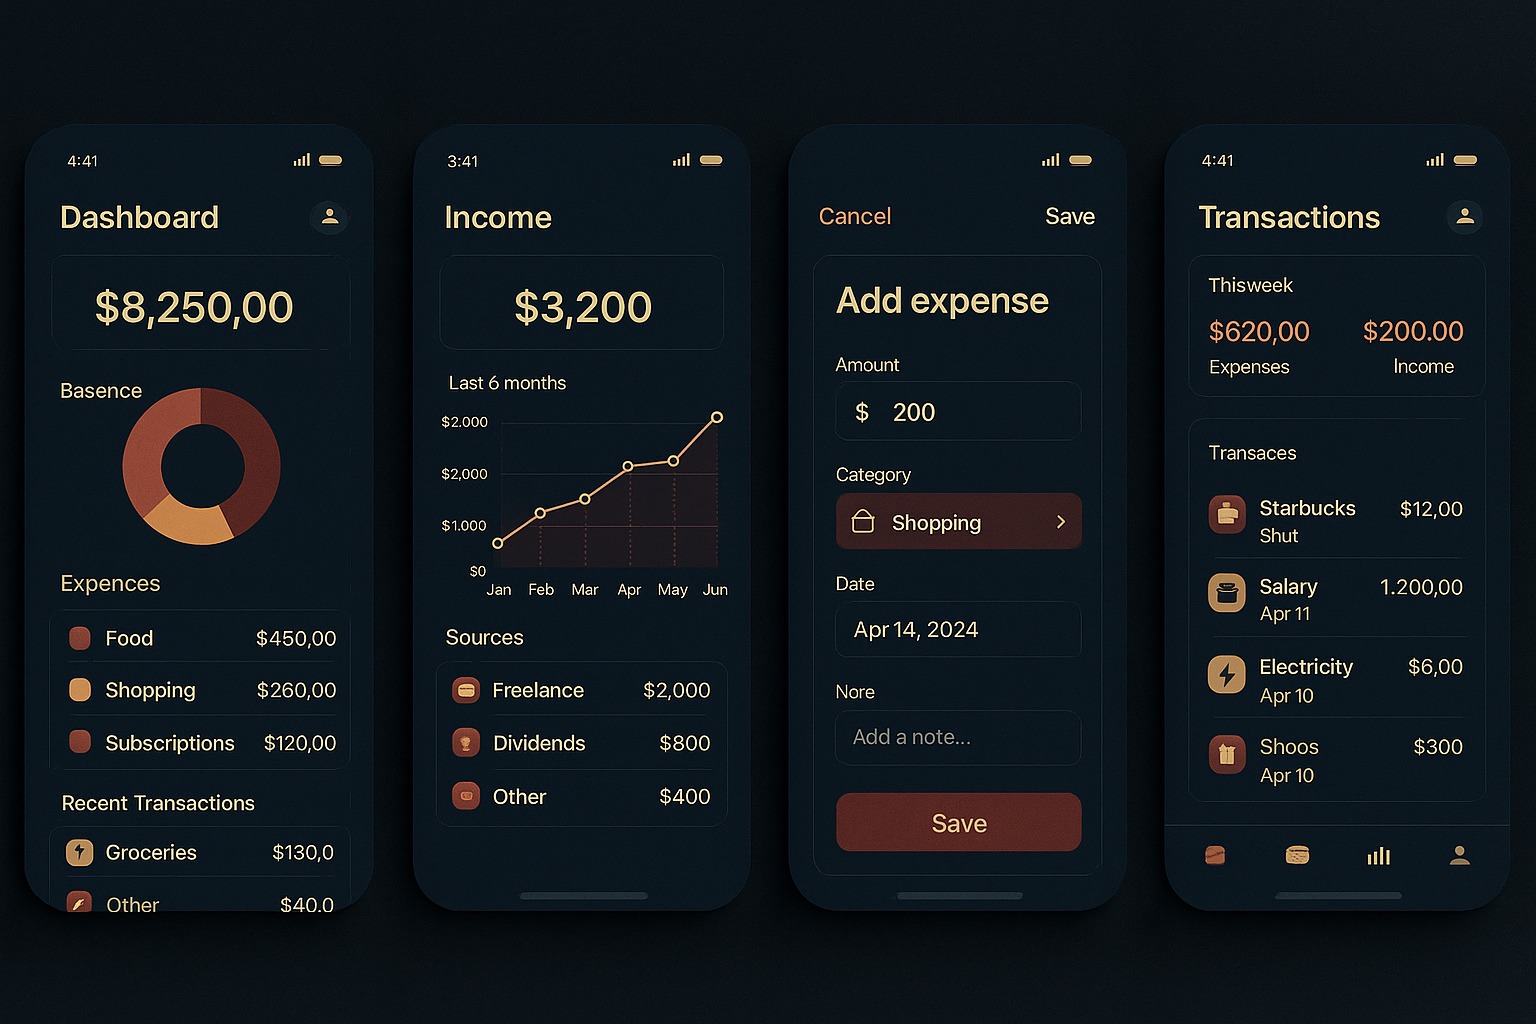 4:41
Dashboard
$8,250,00
Basence
Expences
Food $450,00
Shopping $260,00
Subscriptions $120,00
Recent Transactions
Groceries $130,0
Other $40.0
3:41
Income
$3,200
Last 6 months
$2.000
$2,000
$1.000
$0
Jan Feb Mar Apr May Jun
Sources
Freelance $2,000
Dividends $800
Other $400
Cancel Save
Add expense
Amount
$ 200
Category
Shopping
Date
Apr 14, 2024
Nore
Add a note...
Save
4:41
Transactions
Thisweek
$620,00 $200.00
Expenses Income
Transaces
Starbucks $12,00
Shut
Salary 1.200,00
Apr 11
Electricity $6,00
Apr 10
Shoos $300
Apr 10